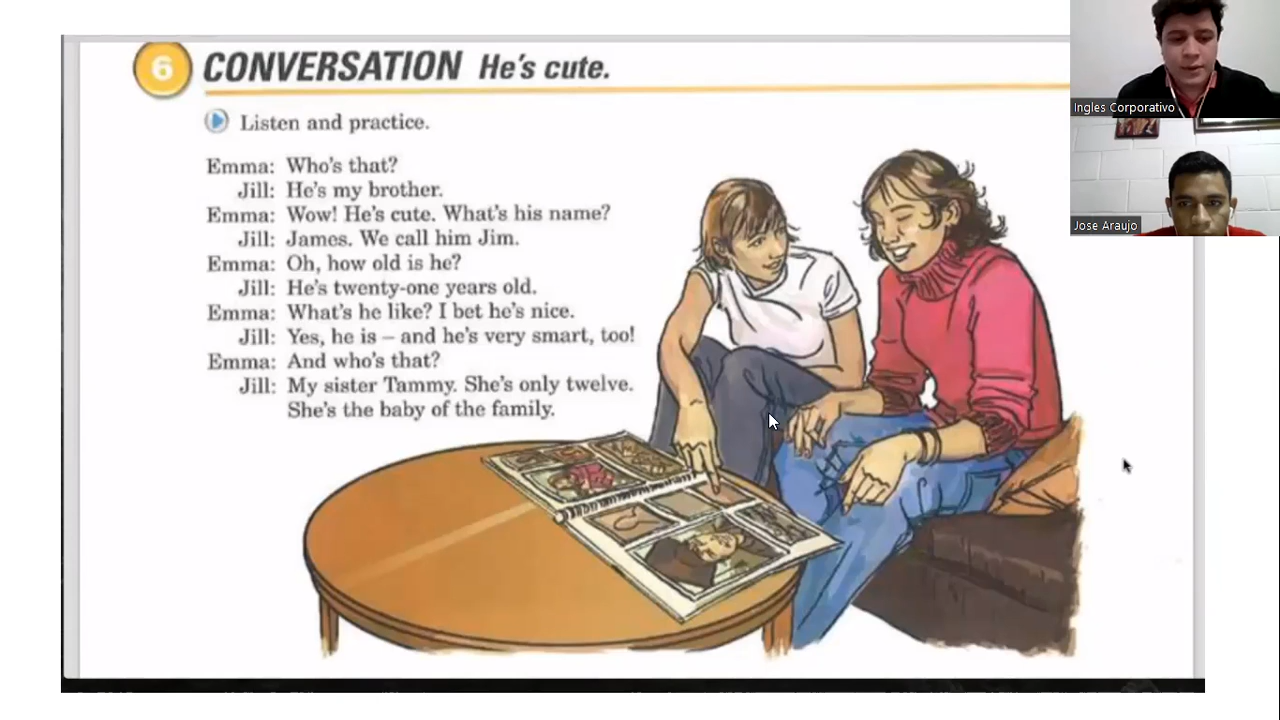 6 CONVERSATION He's cute.
Listen and practice.
Emma: Who's that?
Jill: He's my brother.
Emma: Wow! He's cute. What's his name?
Jill: James. We call him Jim.
Emma: Oh, how old is he?
Jill: He's twenty-one years old.
Emma: What's he like? I bet he's nice.
Jill: Yes, he is – and he's very smart, too!
Emma: And who's that?
Jill: My sister Tammy. She's only twelve.
She's the baby of the family.
Ingles Corporativo
Jose Araujo